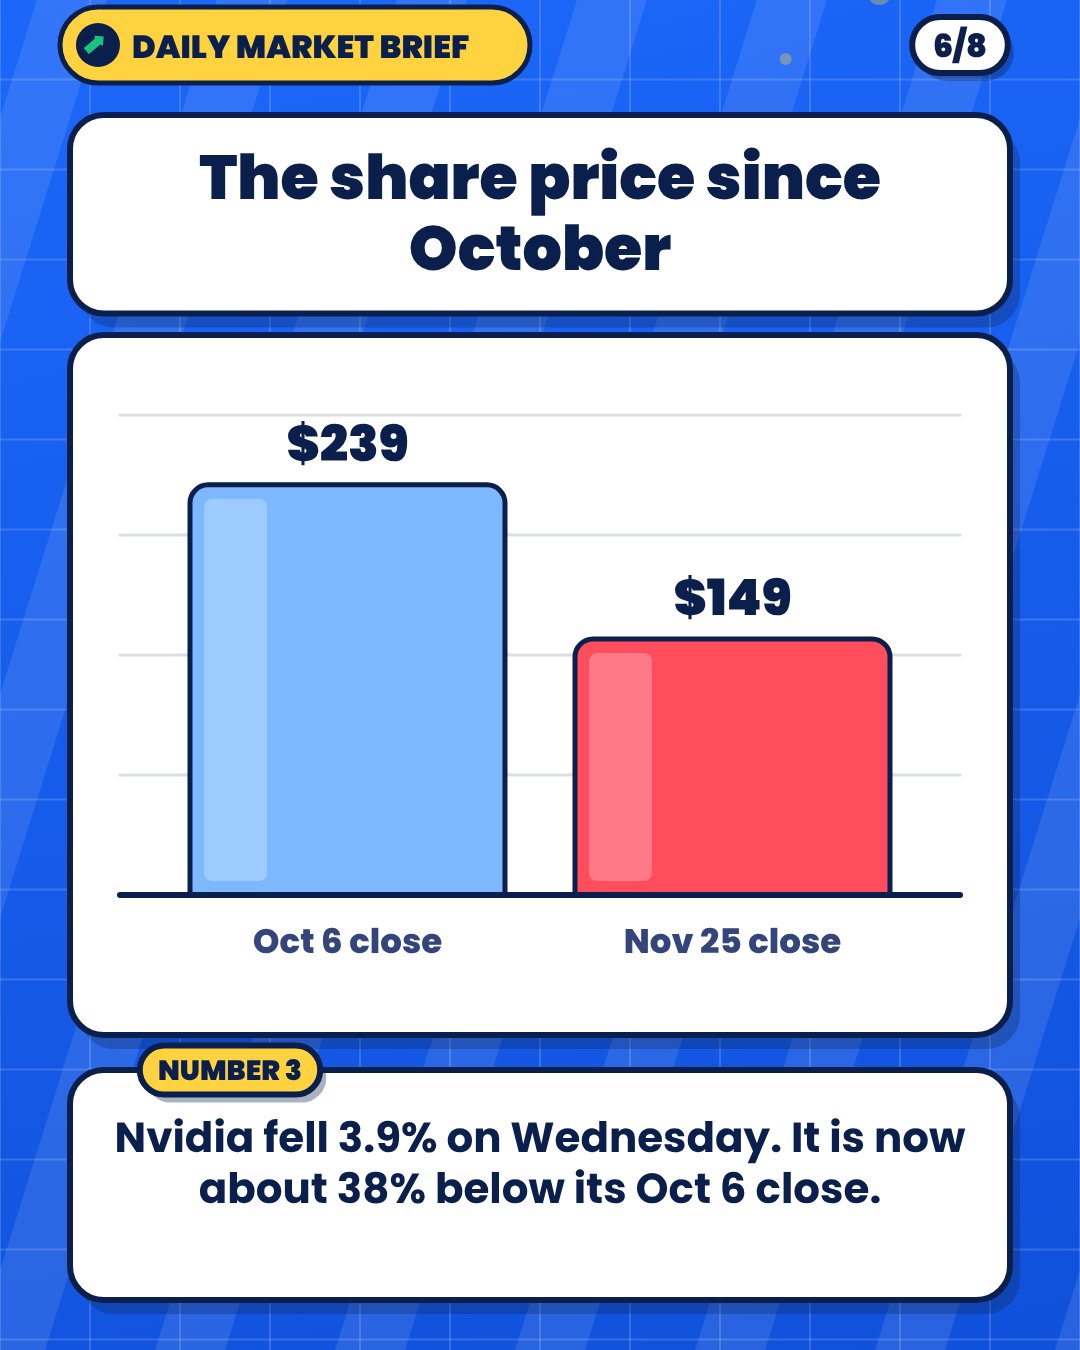 DAILY MARKET BRIEF
6/8
The share price since
October
$239
$149
Oct 6 close
Nov 25 close
NUMBER 3
Nvidia fell 3.9% on Wednesday. It is now
about 38% below its Oct 6 close.